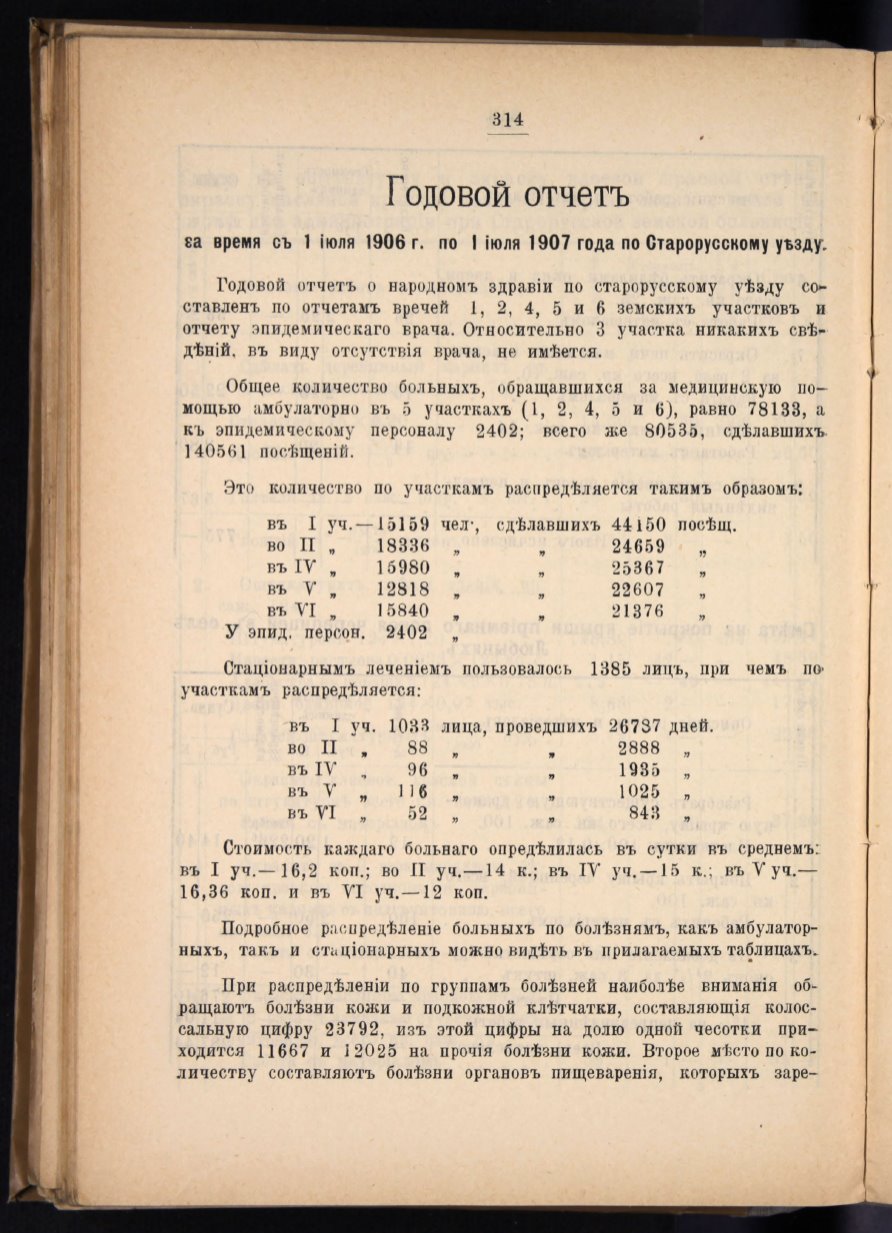 314
Годовой отчетъ
за время съ 1 іюля 1906 г. по 1 іюля 1907 года по Старорусскому уѣзду.
Годовой отчетъ о народномъ здравіи по старорусскому уѣзду со-
ставленъ по отчетамъ врачей 1, 2, 4, 5 и 6 земскихъ участковъ и
отчету эпидемическаго врача. Относительно 3 участка никакихъ свѣ-
дѣній, въ виду отсутствія врача, не имѣется.
Общее количество больныхъ, обращавшихся за медицинскую по-
мощью амбулаторно въ 5 участкахъ (1, 2, 4, 5 и 6), равно 78133, а
къ эпидемическому персоналу 2402; всего же 80535, сдѣлавшихъ
140561 посѣщеній.
Это количество по участкамъ распредѣляется такимъ образомъ:
въ I уч.—15159 чел., сдѣлавшихъ 44150 посѣщ.
во II „ 18336 „ „ 24659 „
въ IV „ 15980 „ „ 25367 „
въ V „ 12818 „ „ 22607 „
въ VI „ 15840 „ „ 21376 „
У эпид. персон. 2402 „
Стаціонарнымъ леченіемъ пользовалось 1385 лицъ, при чемъ по
участкамъ распредѣляется:
въ I уч. 1033 лица, проведшихъ 26737 дней.
во II „ 88 „ „ 2888 „
въ IV „ 96 „ „ 1935 „
въ V „ 116 „ „ 1025 „
въ VI „ 52 „ „ 843 „
Стоимость каждаго больнаго опредѣлилась въ сутки въ среднемъ:
въ I уч.—16,2 коп.; во II уч.—14 к.; въ IV уч.—15 к.; въ V уч.—
16,36 коп. и въ VI уч.—12 коп.
Подробное распредѣленіе больныхъ по болѣзнямъ, какъ амбулатор-
ныхъ, такъ и стаціонарныхъ можно видѣть въ прилагаемыхъ таблицахъ.
При распредѣленіи по группамъ болѣзней наиболѣе вниманія об-
ращаютъ болѣзни кожи и подкожной клѣтчатки, составляющія колос-
сальную цифру 23792, изъ этой цифры на долю одной чесотки при-
ходится 11667 и 12025 на прочія болѣзни кожи. Второе мѣсто по ко-
личеству составляютъ болѣзни органовъ пищеваренія, которыхъ заре-